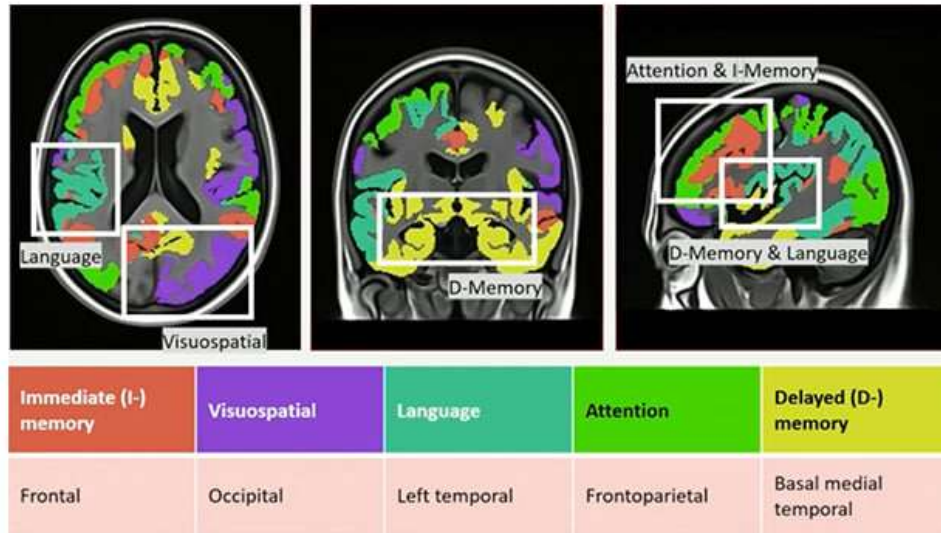 Attention & I-Memory
Language
D-Memory & Language
D-Memory
Visuospatial
Immediate (I-)
memory
Visuospatial
Language
Attention
Delayed (D-)
memory
Frontal
Occipital
Left temporal
Frontoparietal
Basal medial
temporal